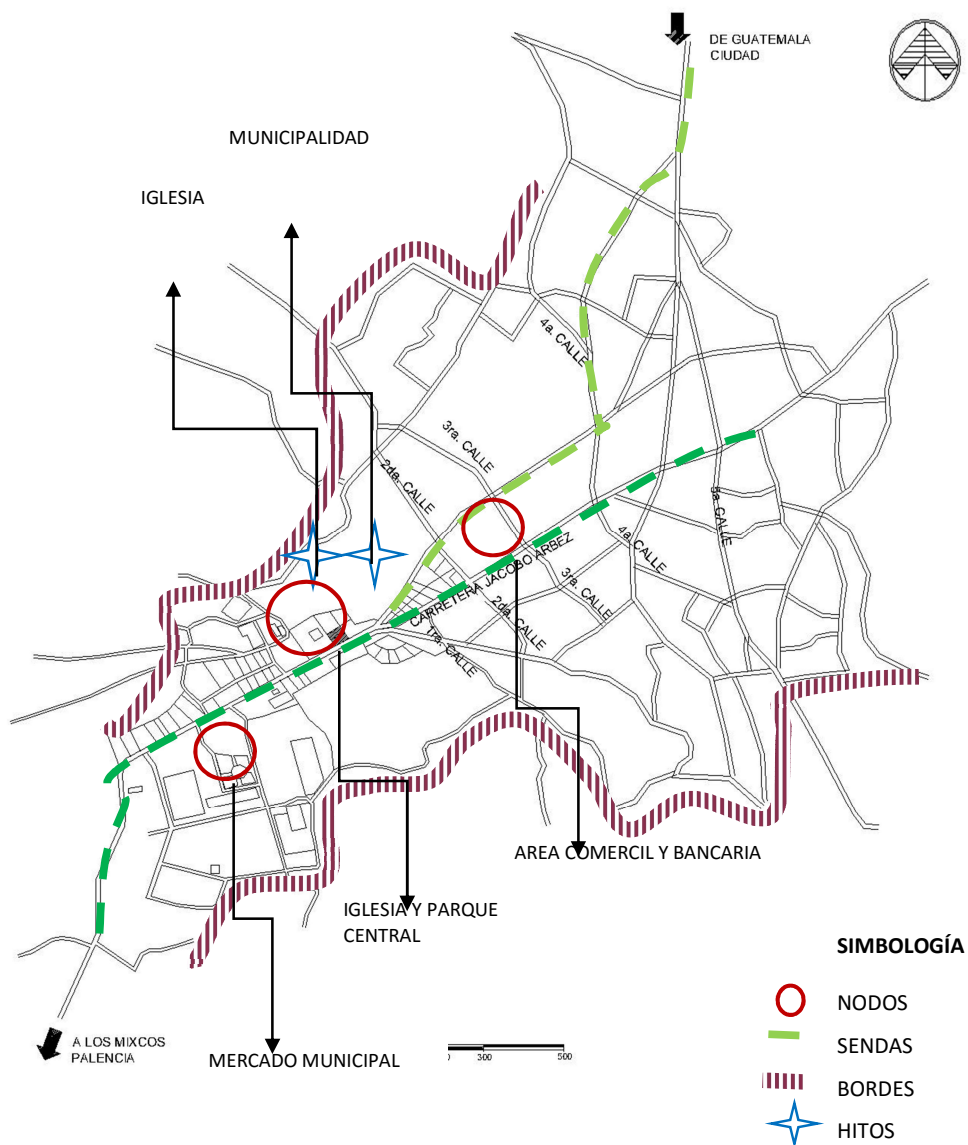 DE GUATEMALA
CIUDAD
MUNICIPALIDAD
IGLESIA
4a. CALLE
3ra. CALLE
2da. CALLE
5a. CALLE
4a. CALLE
CARRETERA JACOBO ARBEZ
3ra. CALLE
2da. CALLE
1ra. CALLE
AREA COMERCIL Y BANCARIA
IGLESIA Y PARQUE
CENTRAL
SIMBOLOGÍA
NODOS
SENDAS
BORDES
HITOS
A LOS MIXCOS
PALENCIA
MERCADO MUNICIPAL
0 300 500